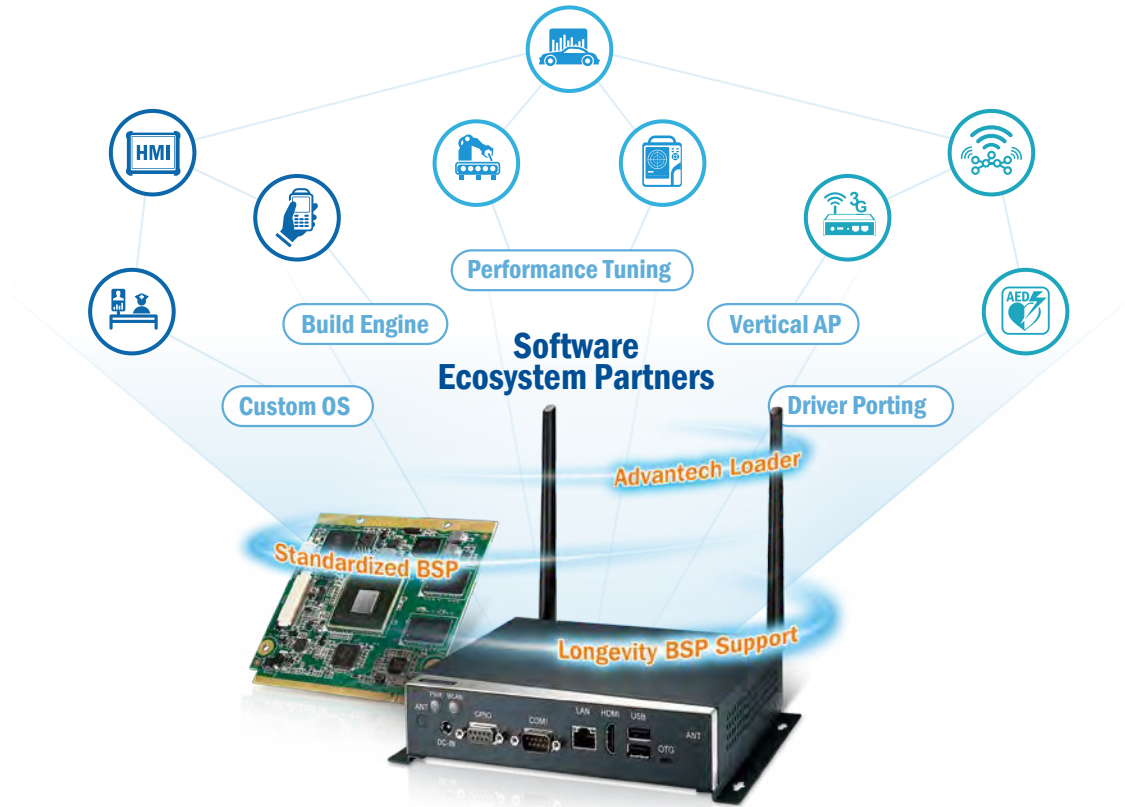 HMI
3G
AED
Performance Tuning
Build Engine
Vertical AP
Software
Ecosystem Partners
Custom OS
Driver Porting
Advantech Loader
Standardized BSP
Longevity BSP Support
PWR WLAN
ANT
GPIO
COM1
LAN HDMI USB
ANT
DC-IN
OTG